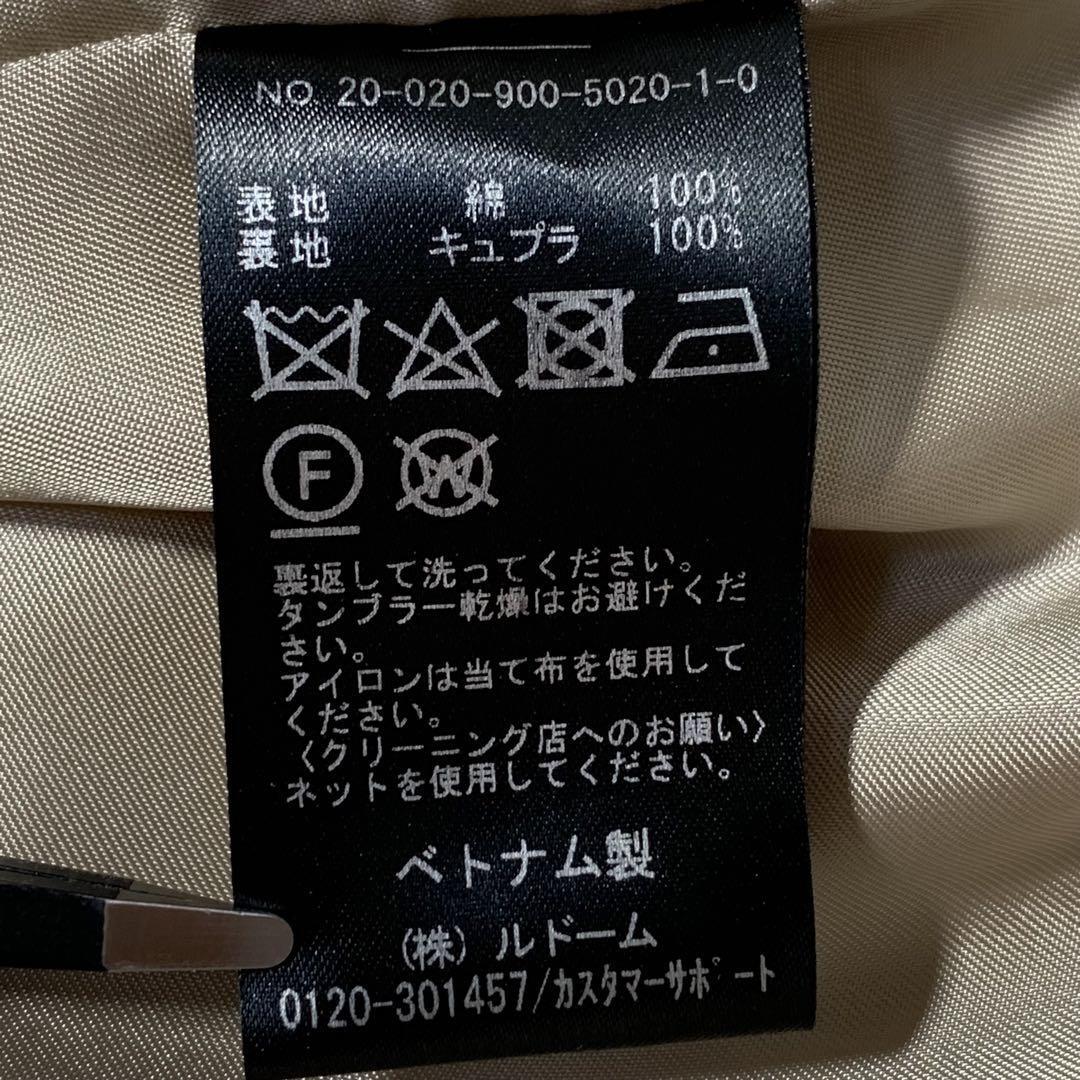 NO 20-020-900-5020-1-0
表地 綿 100%
裏地 キュプラ 100%
F W
裏返して洗ってください。
タンブラー乾燥はお避けくだ
さい。
アイロンは当て布を使用して
ください。
〈クリーニング店へのお願い〉
ネットを使用してください。
ベトナム製
(株) ルドーム
0120-301457/カスタマーサポート